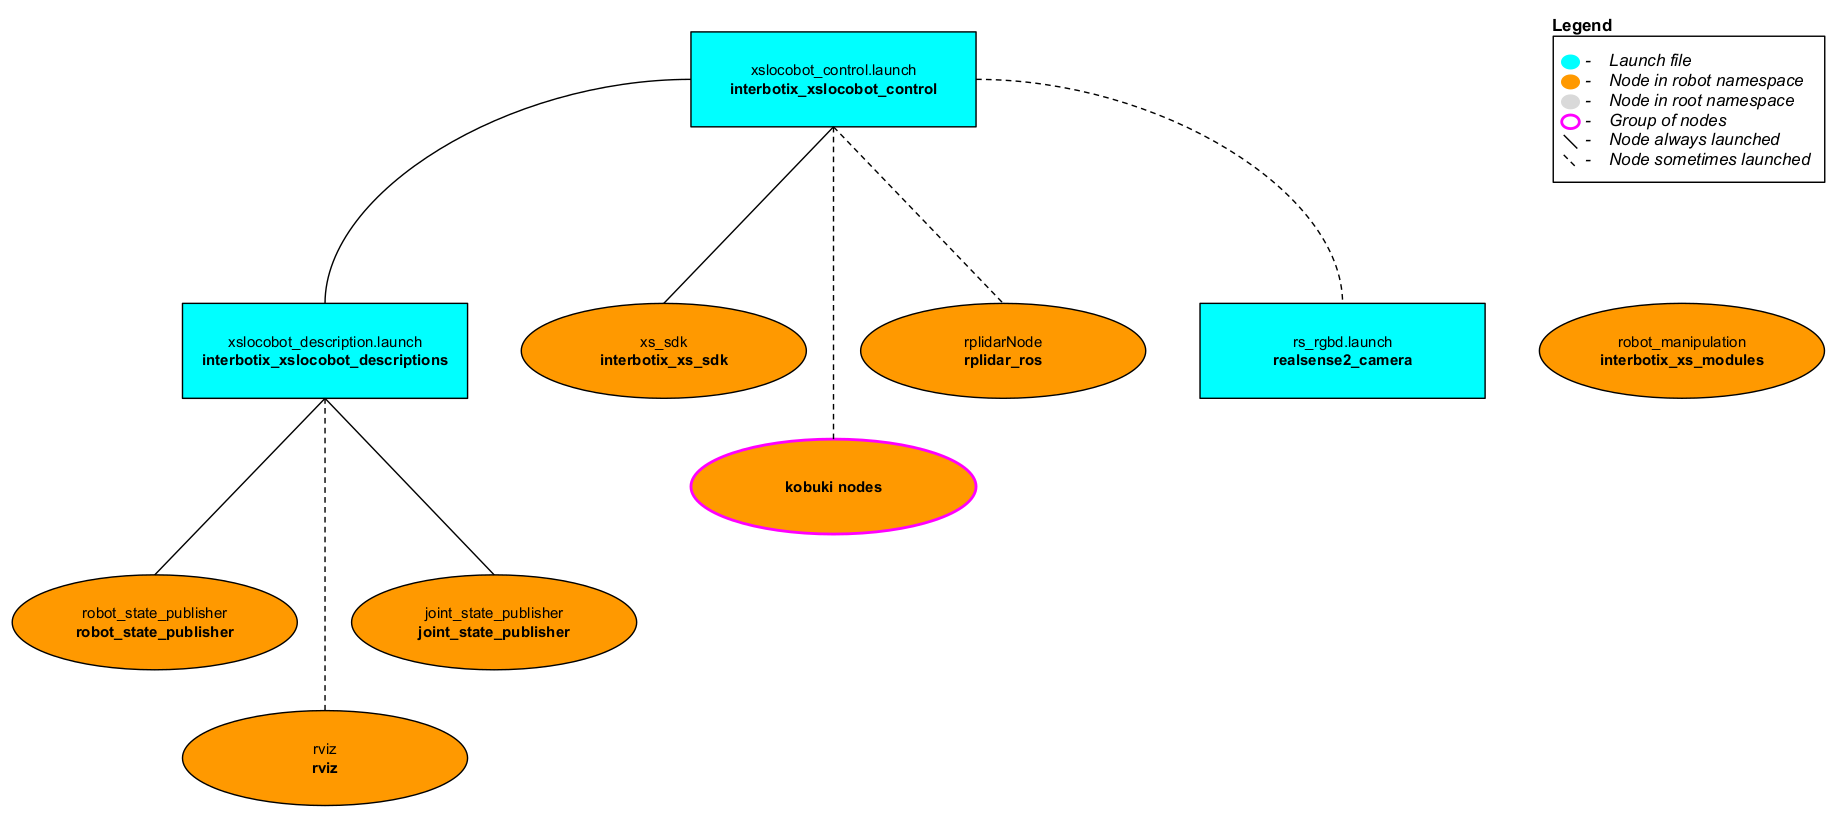 Legend
- Launch file
- Node in robot namespace
- Node in root namespace
- Group of nodes
- Node always launched
- Node sometimes launched
xslocobot_control.launch
interbotix_xslocobot_control
xslocobot_description.launch
interbotix_xslocobot_descriptions
xs_sdk
interbotix_xs_sdk
rplidarNode
rplidar_ros
rs_rgbd.launch
realsense2_camera
robot_manipulation
interbotix_xs_modules
kobuki nodes
robot_state_publisher
robot_state_publisher
joint_state_publisher
joint_state_publisher
rviz
rviz